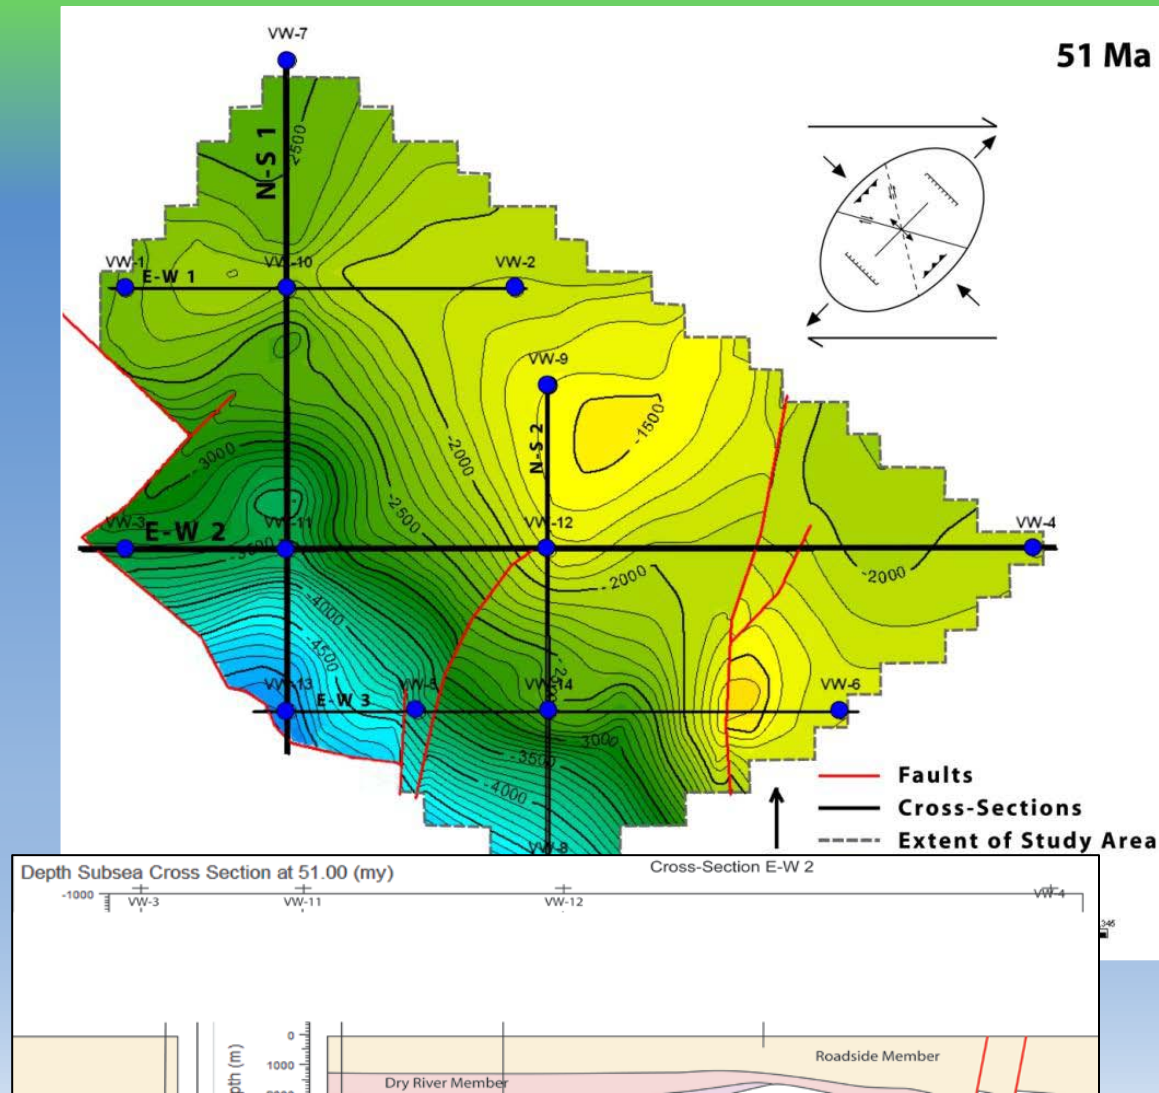 VW-7
51 Ma
-2500
N-S 1
VW-1
E-W 1
VW-10
VW-2
VW-9
-1500
N-S 2
-2000
-3000
-2500
VW-3
E-W 2
VW-11
VW-12
VW-4
-2000
-2000
-4000
-4500
VW-13
E-W 3
VW-5
VW-14
VW-6
-3000
-3500
-4000
VW-8
Faults
Cross-Sections
Extent of Study Area
Depth Subsea Cross Section at 51.00 (my)
Cross-Section E-W 2
-1000
VW-3
VW-11
VW-12
VW-4
0
1000
Roadside Member
Dry River Member